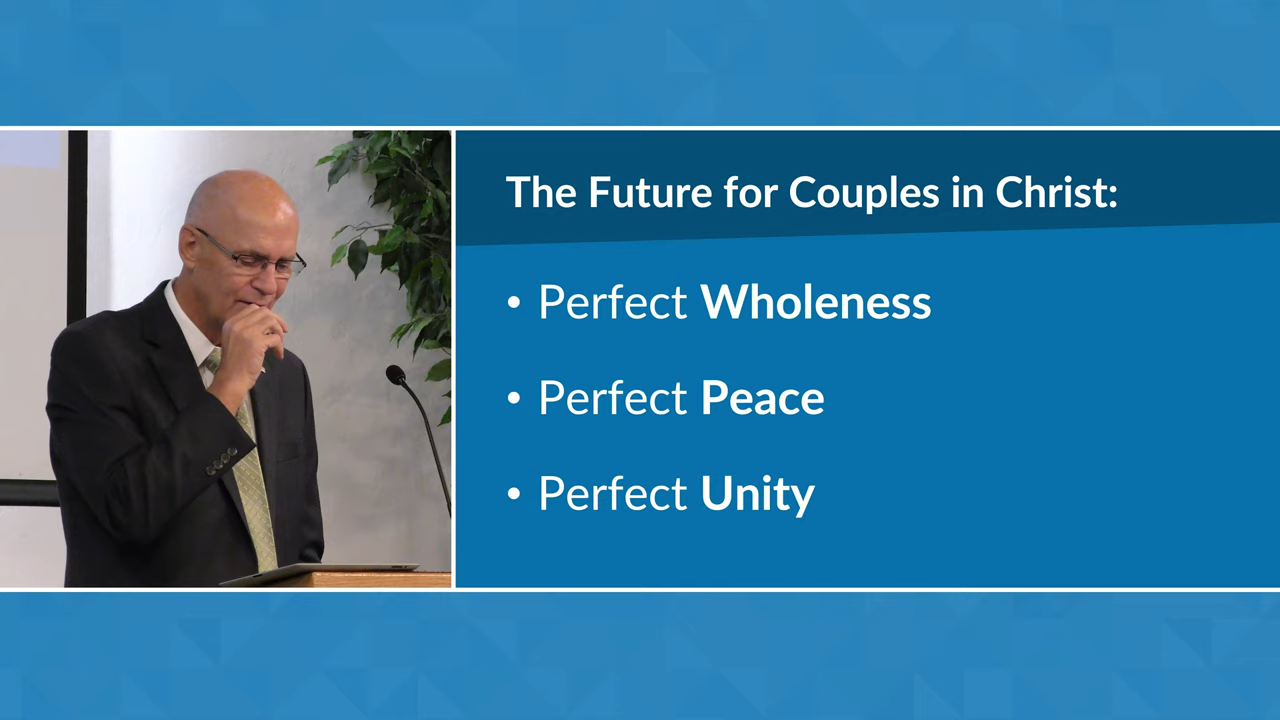 The Future for Couples in Christ:
• Perfect Wholeness
• Perfect Peace
• Perfect Unity